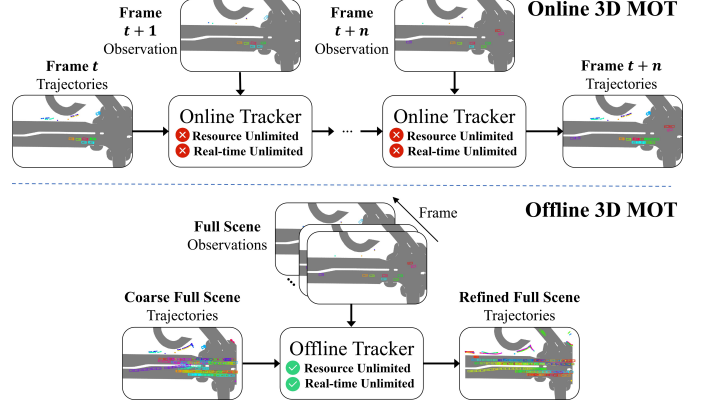 Online 3D MOT
Frame
t + 1
Observation
Frame
t + n
Observation
Frame t
Trajectories
Frame t + n
Trajectories
Online Tracker
Resource Unlimited
Real-time Unlimited
...
Online Tracker
Resource Unlimited
Real-time Unlimited
Offline 3D MOT
Full Scene
Observations
Frame
...
Coarse Full Scene
Trajectories
Refined Full Scene
Trajectories
Offline Tracker
Resource Unlimited
Real-time Unlimited